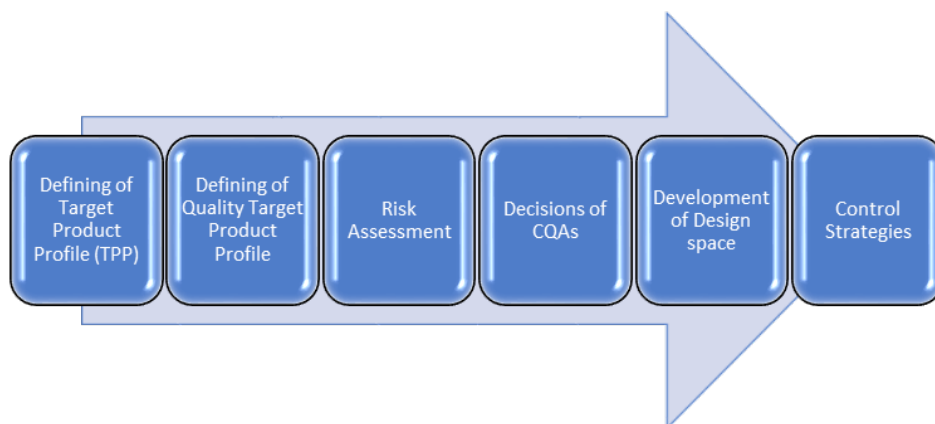 Defining of
Target
Product
Profile (TPP)
Defining of
Quality Target
Product
Profile
Risk
Assessment
Decisions of
CQAs
Development
of Design
space
Control
Strategies